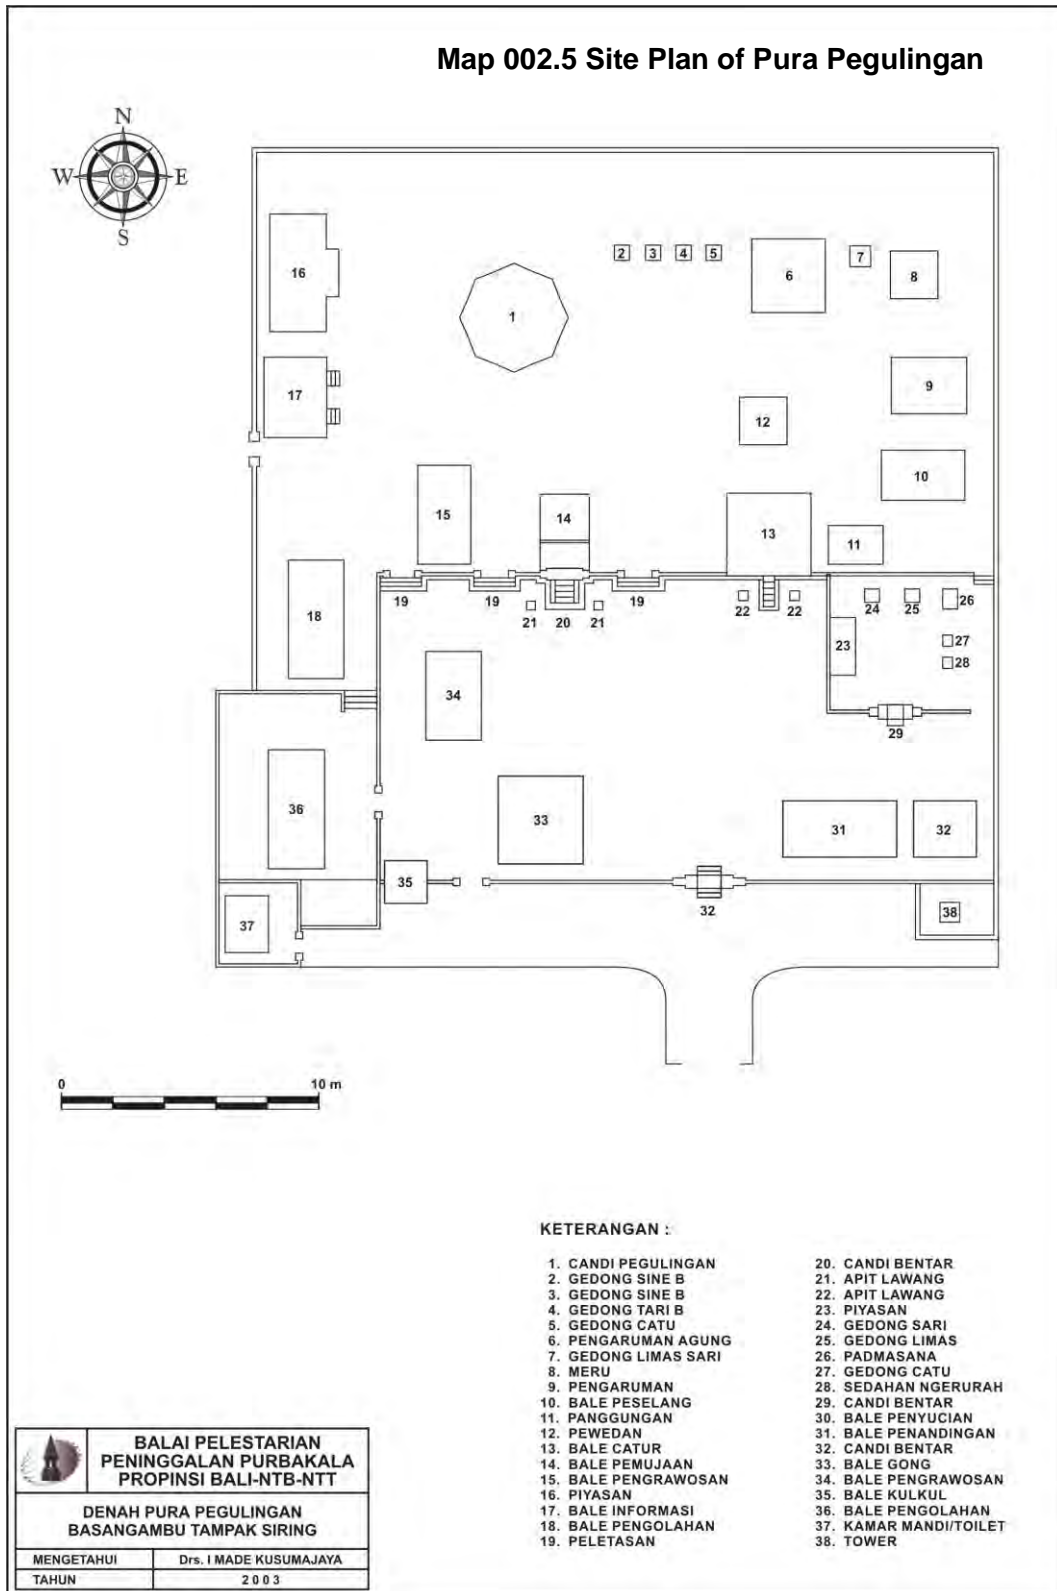 Map 002.5 Site Plan of Pura Pegulingan
N
W E
S
2 3 4 5 6 7 8
16
1
17
9
12
10
15 14 13 11
18
19 19 21 20 21 19 22 22 24 25 26
23 27
28
34
29
36 33 31 32
35
37 32 38
0 10 m
KETERANGAN :
1. CANDI PEGULINGAN
2. GEDONG SINE B
3. GEDONG SINE B
4. GEDONG TARI B
5. GEDONG CATU
6. PENGARUMAN AGUNG
7. GEDONG LIMAS SARI
8. MERU
9. PENGARUMAN
10. BALE PESELANG
11. PANGGUNGAN
12. PEWEDAN
13. BALE CATUR
14. BALE PEMUJAAN
15. BALE PENGRAWOSAN
16. PIYASAN
17. BALE INFORMASI
18. BALE PENGOLAHAN
19. PELETASAN
20. CANDI BENTAR
21. APIT LAWANG
22. APIT LAWANG
23. PIYASAN
24. GEDONG SARI
25. GEDONG LIMAS
26. PADMASANA
27. GEDONG CATU
28. SEDAHAN NGERURAH
29. CANDI BENTAR
30. BALE PENYUCIAN
31. BALE PENANDINGAN
32. CANDI BENTAR
33. BALE GONG
34. BALE PENGRAWOSAN
35. BALE KULKUL
36. BALE PENGOLAHAN
37. KAMAR MANDI/TOILET
38. TOWER
BALAI PELESTARIAN
PENINGGALAN PURBAKALA
PROPINSI BALI-NTB-NTT
DENAH PURA PEGULINGAN
BASANGAMBU TAMPAK SIRING
MENGETAHUI Drs. I MADE KUSUMAJAYA
TAHUN 2 0 0 3